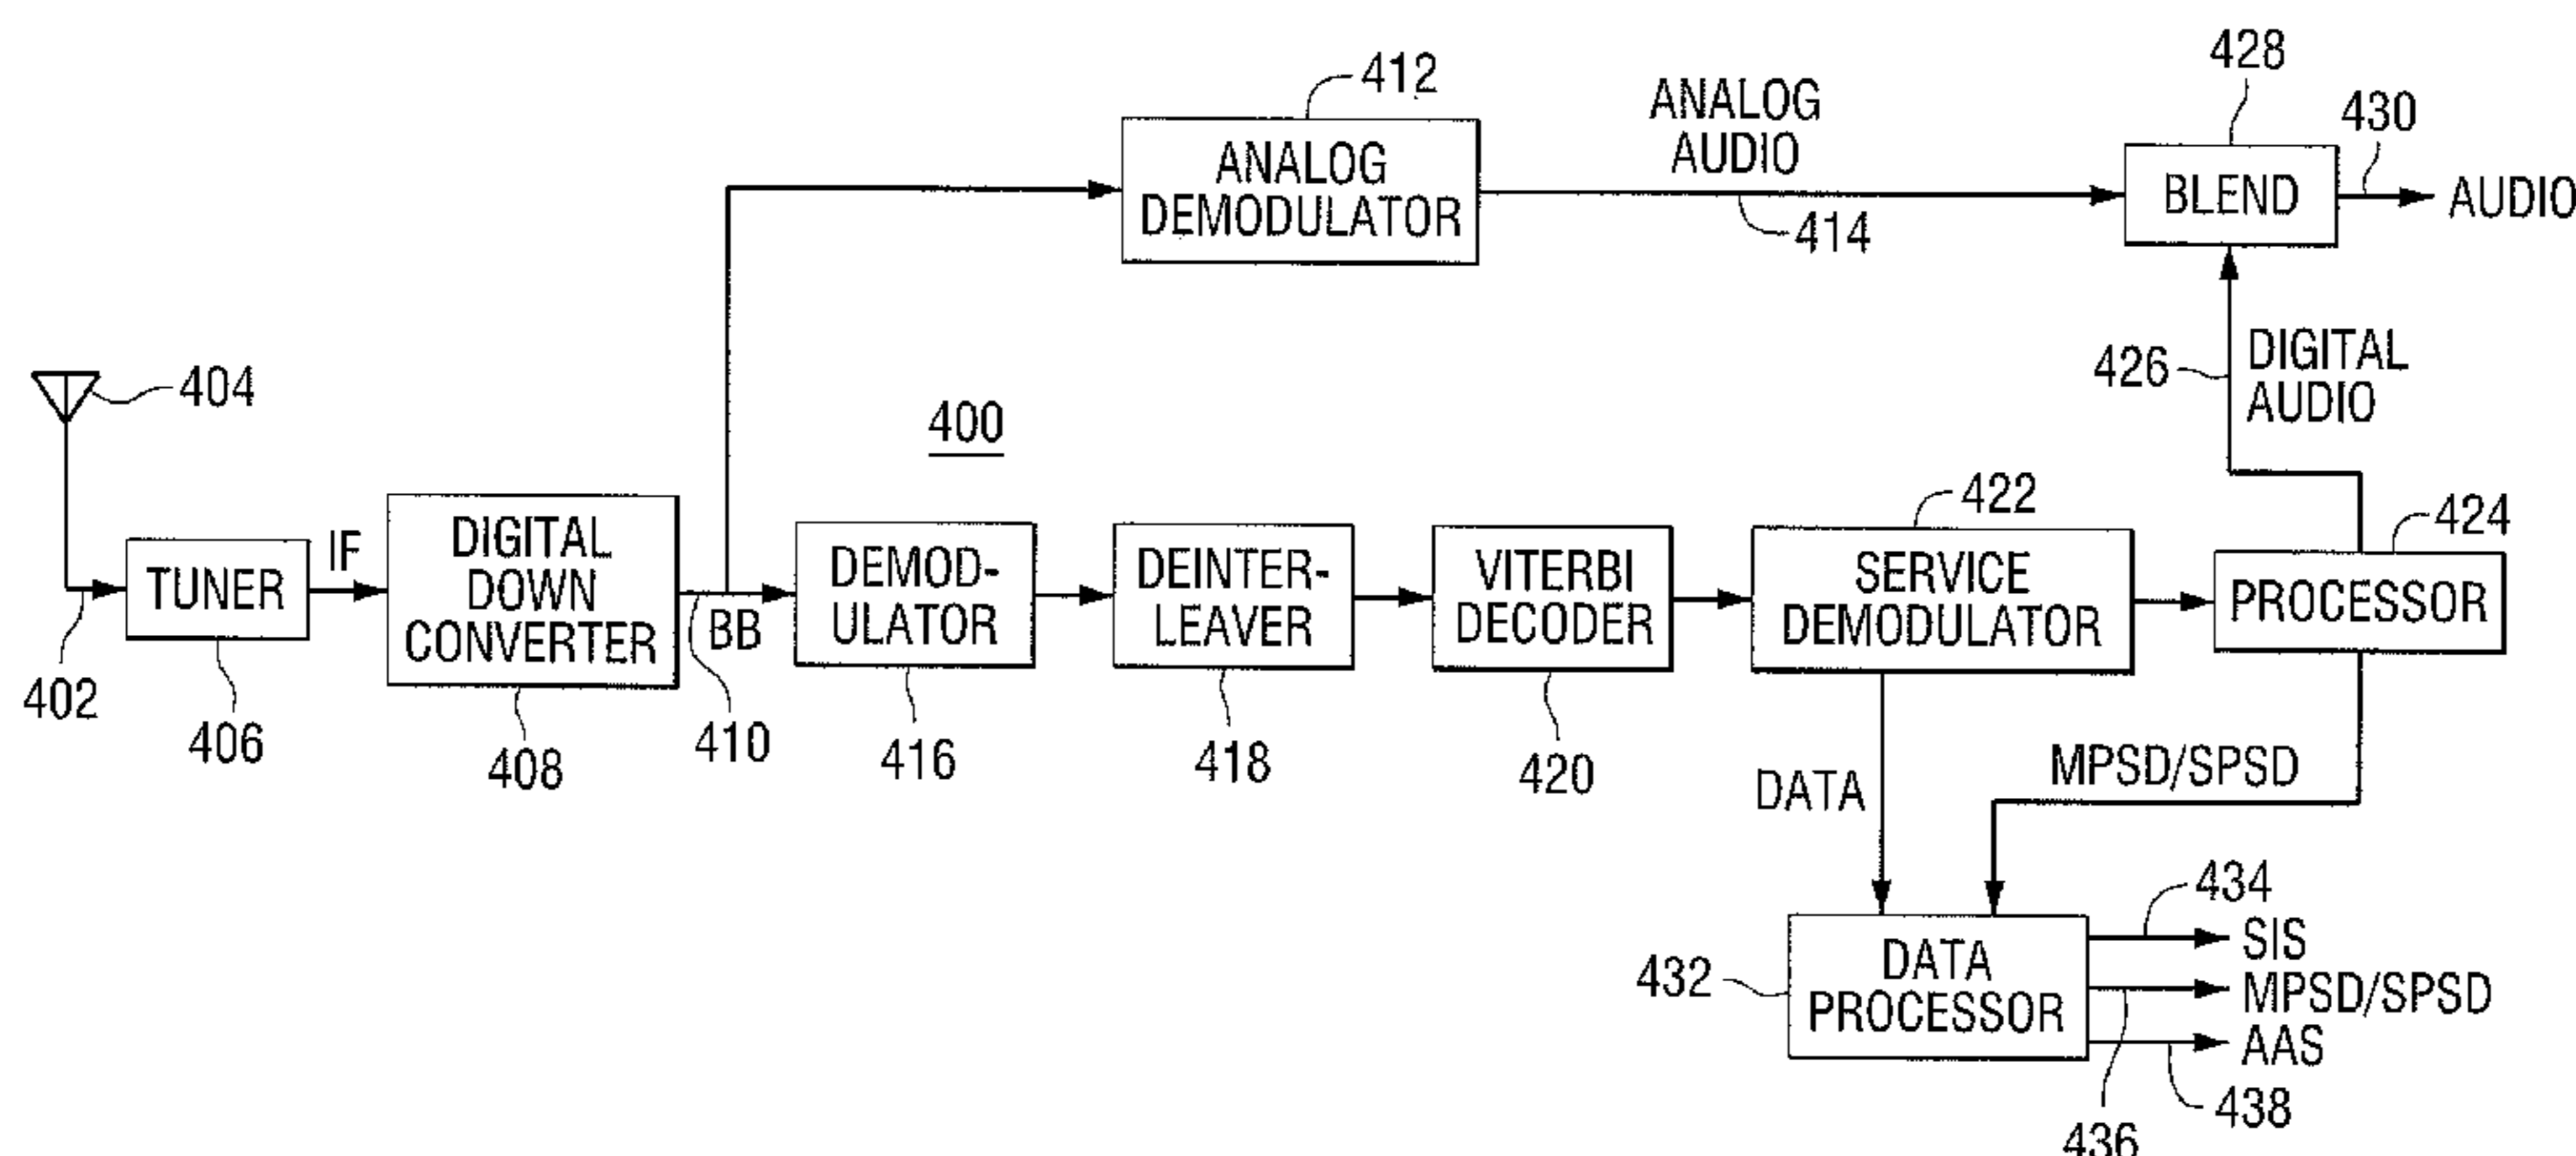 428
412
ANALOG
AUDIO
430
ANALOG
DEMODULATOR
BLEND
AUDIO
414
404
426
DIGITAL
AUDIO
400
422
424
IF
DIGITAL
DOWN
CONVERTER
TUNER
BB
DEMOD-
ULATOR
DEINTER-
LEAVER
VITERBI
DECODER
SERVICE
DEMODULATOR
PROCESSOR
402
406
408
410
416
418
420
DATA
MPSD/SPSD
434
432
DATA
PROCESSOR
SIS
MPSD/SPSD
AAS
438
436